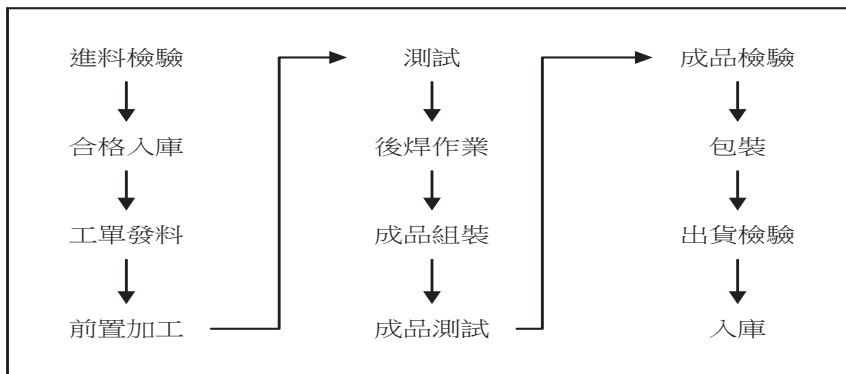 進料檢驗
合格入庫
工單發料
前置加工
測試
後焊作業
成品組裝
成品測試
成品檢驗
包裝
出貨檢驗
入庫